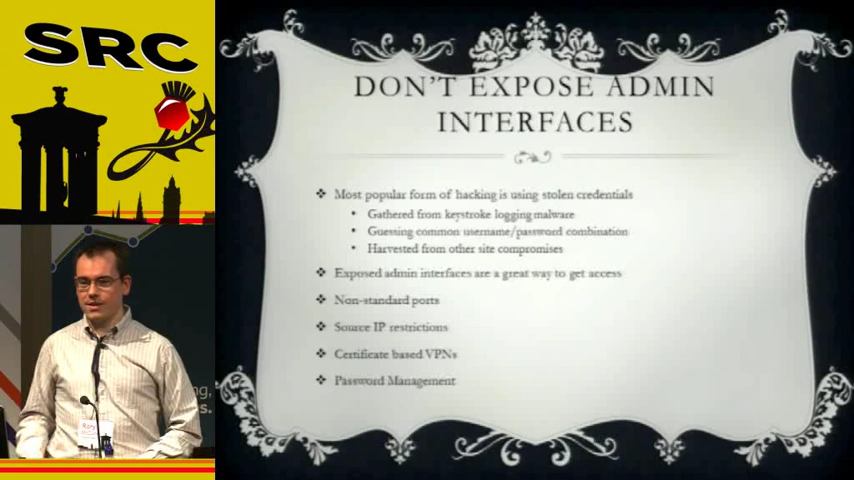 SRC
DON'T EXPOSE ADMIN
INTERFACES
❖ Most popular form of hacking is using stolen credentials
• Gathered from keystroke logging malware
• Guessing common username/password combination
• Harvested from other site compromises
❖ Exposed admin interfaces are a great way to get access
❖ Non-standard ports
❖ Source IP restrictions
❖ Certificate based VPNs
❖ Password Management
Rory